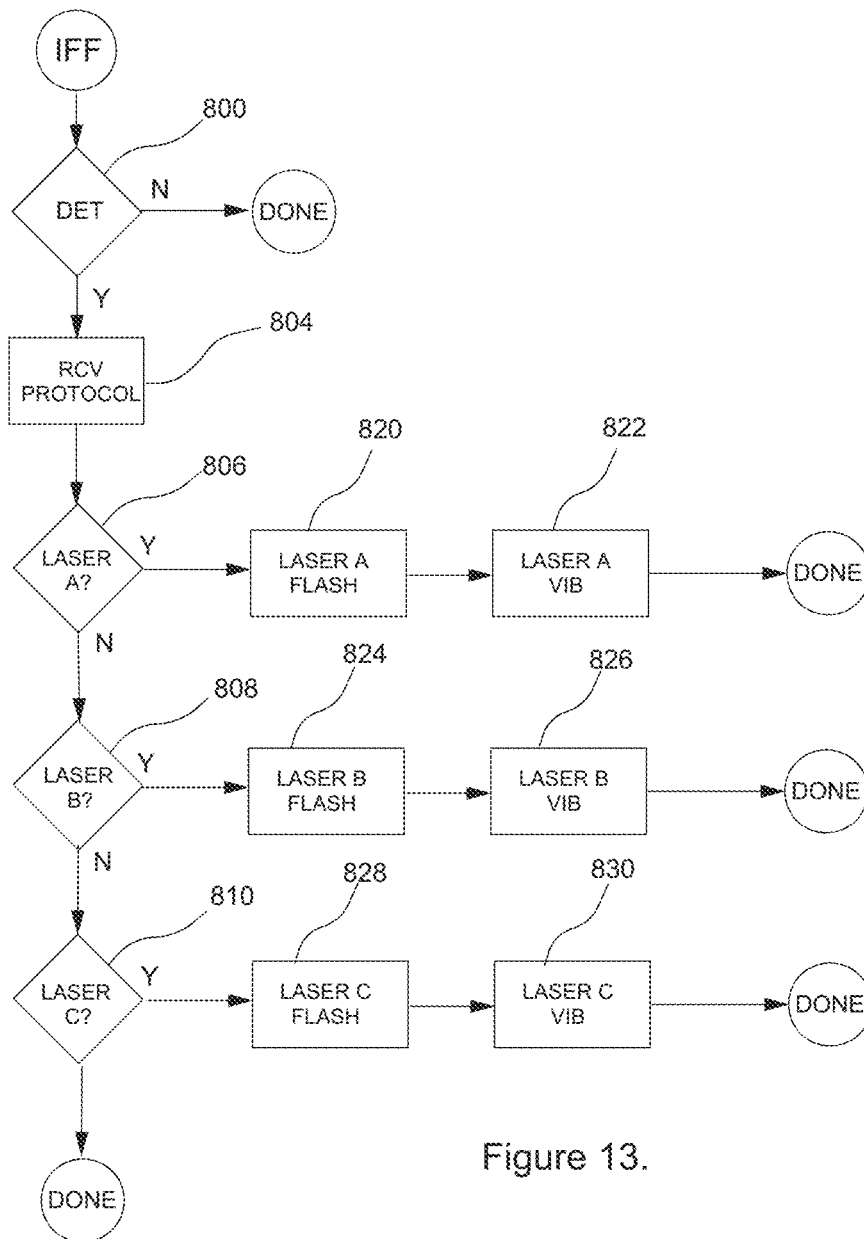 IFF
800
DET
N
DONE
Y
804
RCV
PROTOCOL
806
820
822
LASER
A?
Y
LASER A
FLASH
LASER A
VIB
DONE
N
808
824
826
LASER
B?
Y
LASER B
FLASH
LASER B
VIB
DONE
N
810
828
830
LASER
C?
Y
LASER C
FLASH
LASER C
VIB
DONE
DONE
Figure 13.